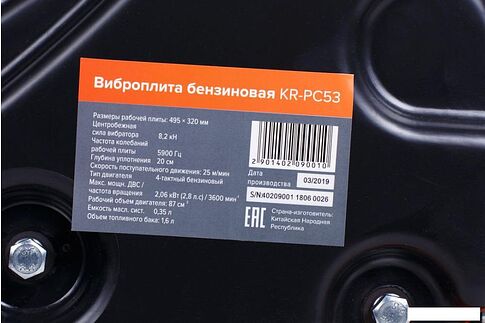 Виброплита бензиновая KR-PC53
Размеры рабочей плиты: 495 × 320 мм
Центробежная
сила вибратора 8,2 кН
Частота колебаний
рабочей плиты 5900 Гц
Глубина уплотнения 20 см
Скорость поступательного движения: 25 м/мин
Тип двигателя 4-тактный бензиновый
Макс. мощн. ДВС /
частота вращения 2,06 кВт (2,8 л.с) / 3600 мин⁻¹
Рабочий объем двигателя: 87 см³
Емкость масл. сист. 0,35 л
Объем топливного бака: 1,6 л
2 901402 090010
Дата
производства 03/2019
S/N:40209001 1806 0026
EAC
Страна-изготовитель:
Китайская Народная
Республика